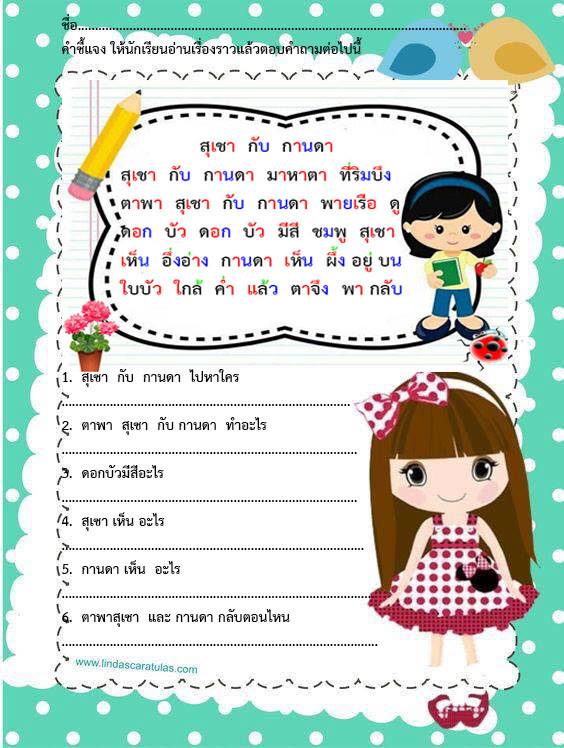 ชื่อ......................................................................................................
คำชี้แจง ให้นักเรียนอ่านเรื่องราวแล้วตอบคำถามต่อไปนี้
สุเชา กับ กานดา
สุเชา กับ กานดา มาหาตา ที่ริมบึง
ตาพา สุเชา กับ กานดา พายเรือ ดู
ดอก บัว ดอก บัว มีสี ชมพู สุเชา
เห็น อึ่งอ่าง กานดา เห็น ผึ้ง อยู่ บน
ใบบัว ใกล้ ค่ำ แล้ว ตาจึง พา กลับ
1. สุเชา กับ กานดา ไปหาใคร
2. ตาพา สุเชา กับ กานดา ทำอะไร
3. ดอกบัวมีสีอะไร
4. สุเชา เห็น อะไร
5. กานดา เห็น อะไร
6. ตาพาสุเชา และ กานดา กลับตอนไหน
www.lindascaratulas.com